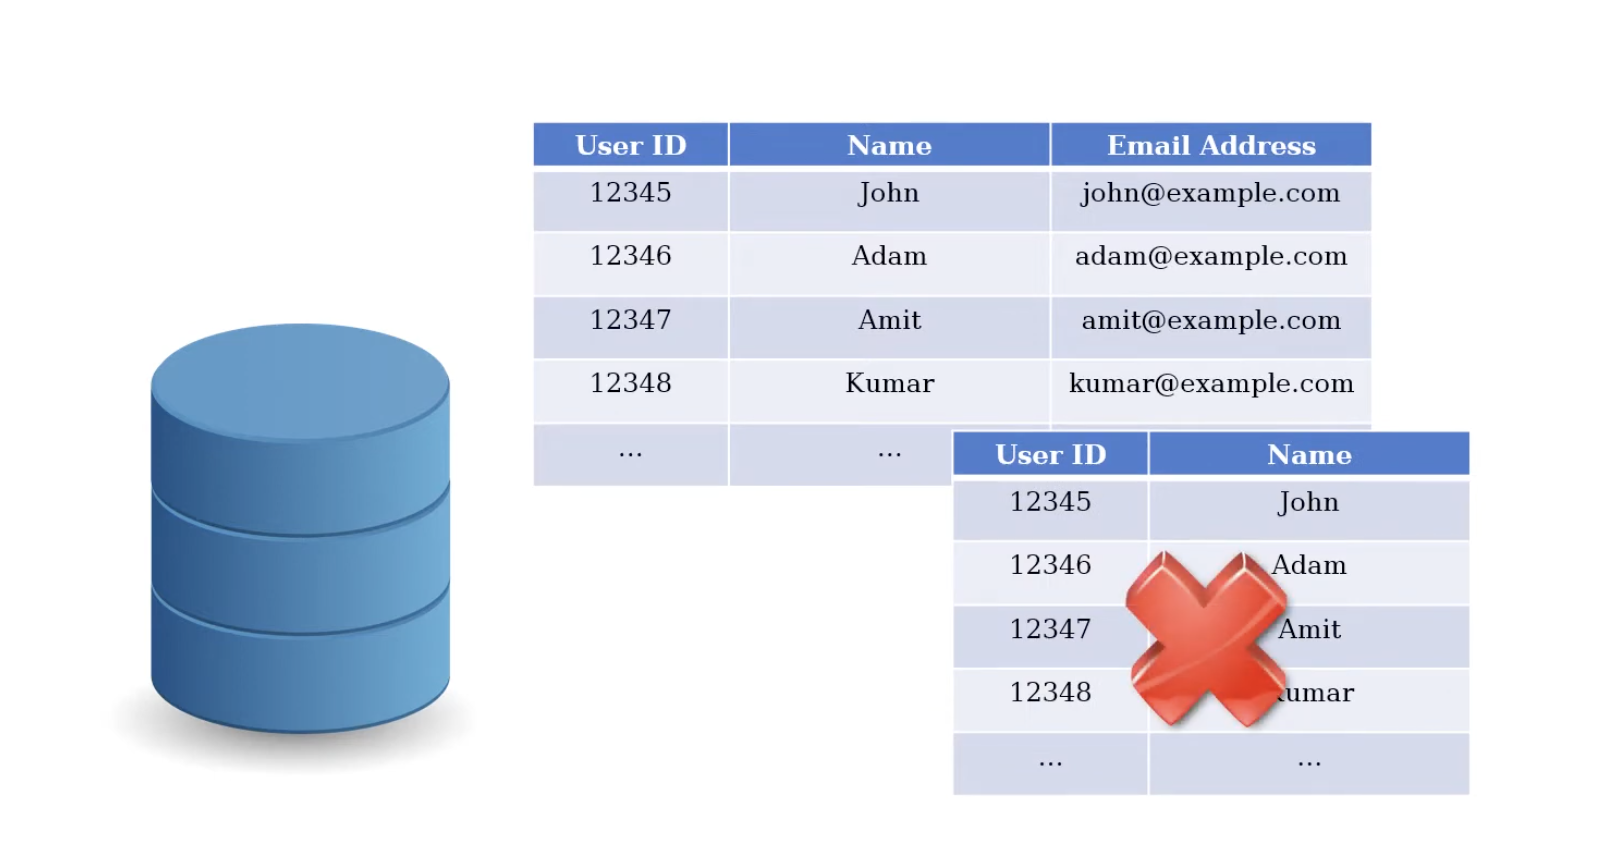 User ID Name Email Address
12345 John john@example.com
12346 Adam adam@example.com
12347 Amit amit@example.com
12348 Kumar kumar@example.com
... ...
User ID Name
12345 John
12346 Adam
12347 Amit
12348 umar
... ...